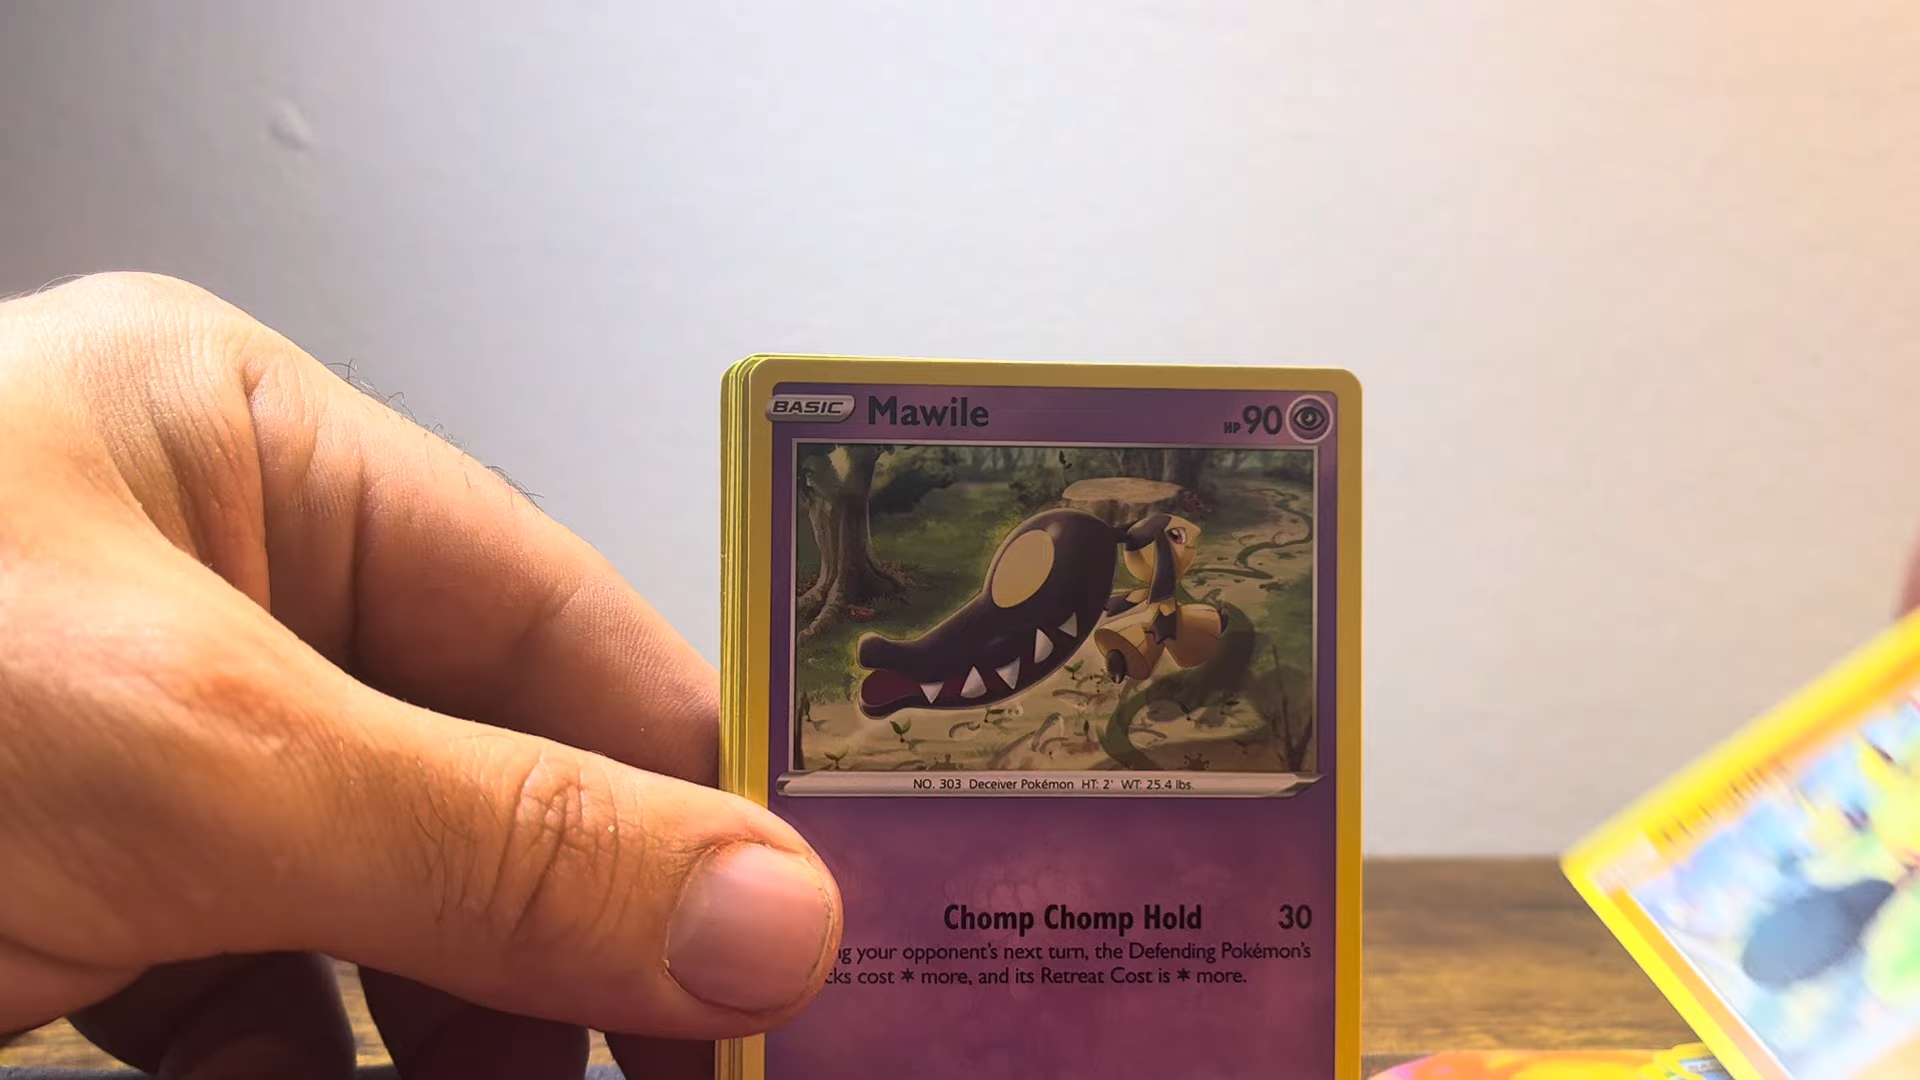 BASIC Mawile HP 90
NO. 303 Deceiver Pokémon HT: 2' WT: 25.4 lbs.
Chomp Chomp Hold 30
your opponent's next turn, the Defending Pokémon's
cost ✶ more, and its Retreat Cost is ✶ more.